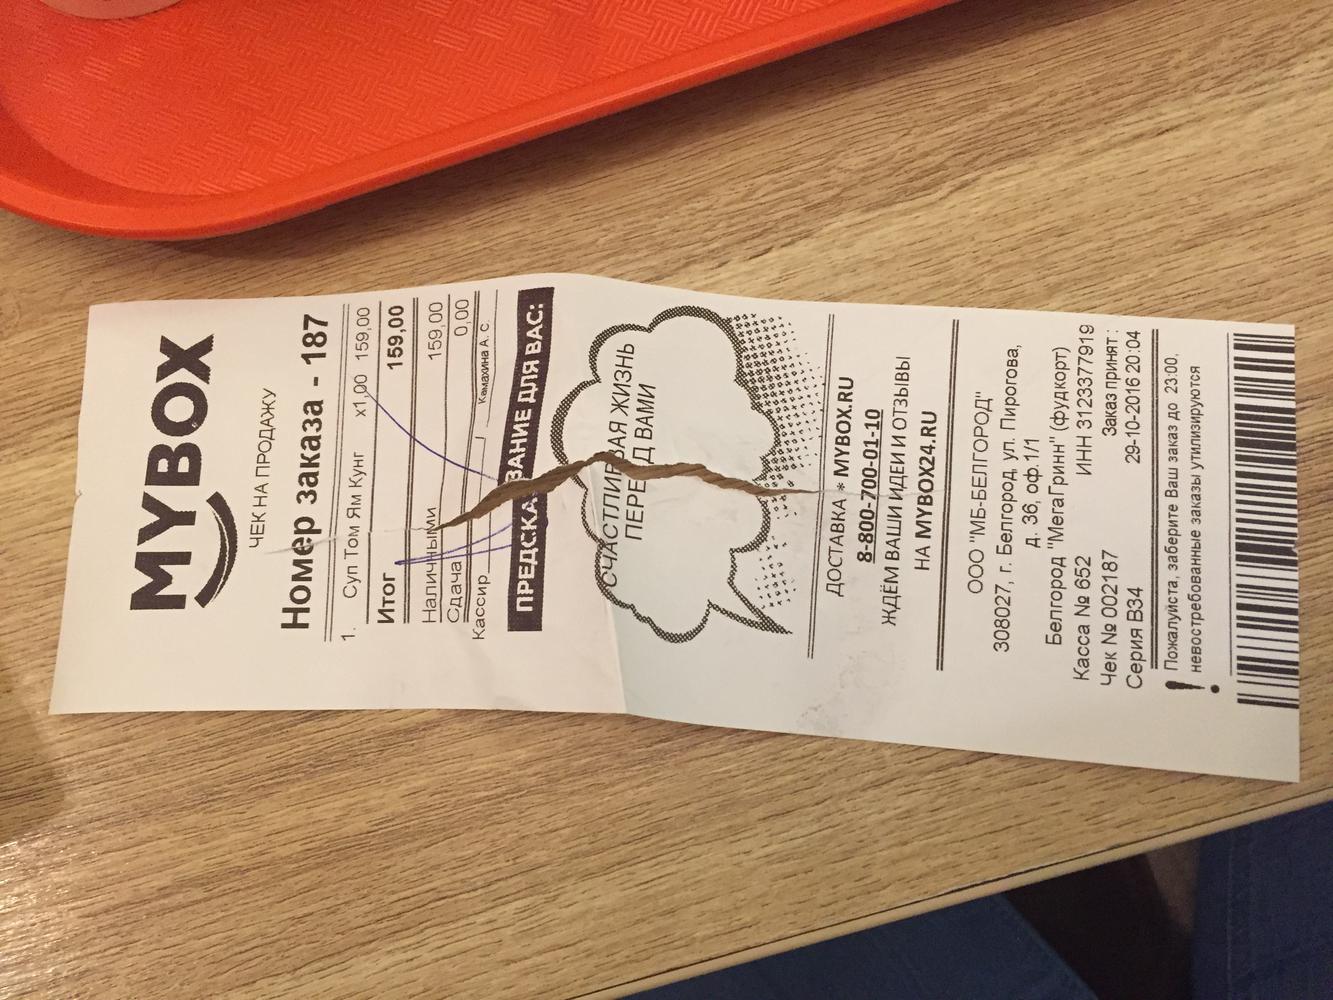 MYBOX
ЧЕК НА ПРОДАЖУ
Номер заказа - 187
1. Суп Том Ям Кунг x1,00 159,00
Итог 159,00
Наличными 159,00
Сдача 0,00
Кассир Камахина А. С.
ПРЕДСКАЗАНИЕ ДЛЯ ВАС:
СЧАСТЛИВАЯ ЖИЗНЬ
ПЕРЕД ВАМИ
ДОСТАВКА * MYBOX.RU
8-800-700-01-10
ЖДЁМ ВАШИ ИДЕИ И ОТЗЫВЫ
НА MYBOX24.RU
ООО "МБ-БЕЛГОРОД"
308027, г. Белгород, ул. Пирогова,
д. 36, оф. 1/1
Белгород "МегаГринн" (фудкорт)
Касса № 652 ИНН 3123377919
Чек № 002187 Заказ принят :
Серия B34 29-10-2016 20:04
! Пожалуйста, заберите Ваш заказ до 23:00,
невостребованные заказы утилизируются